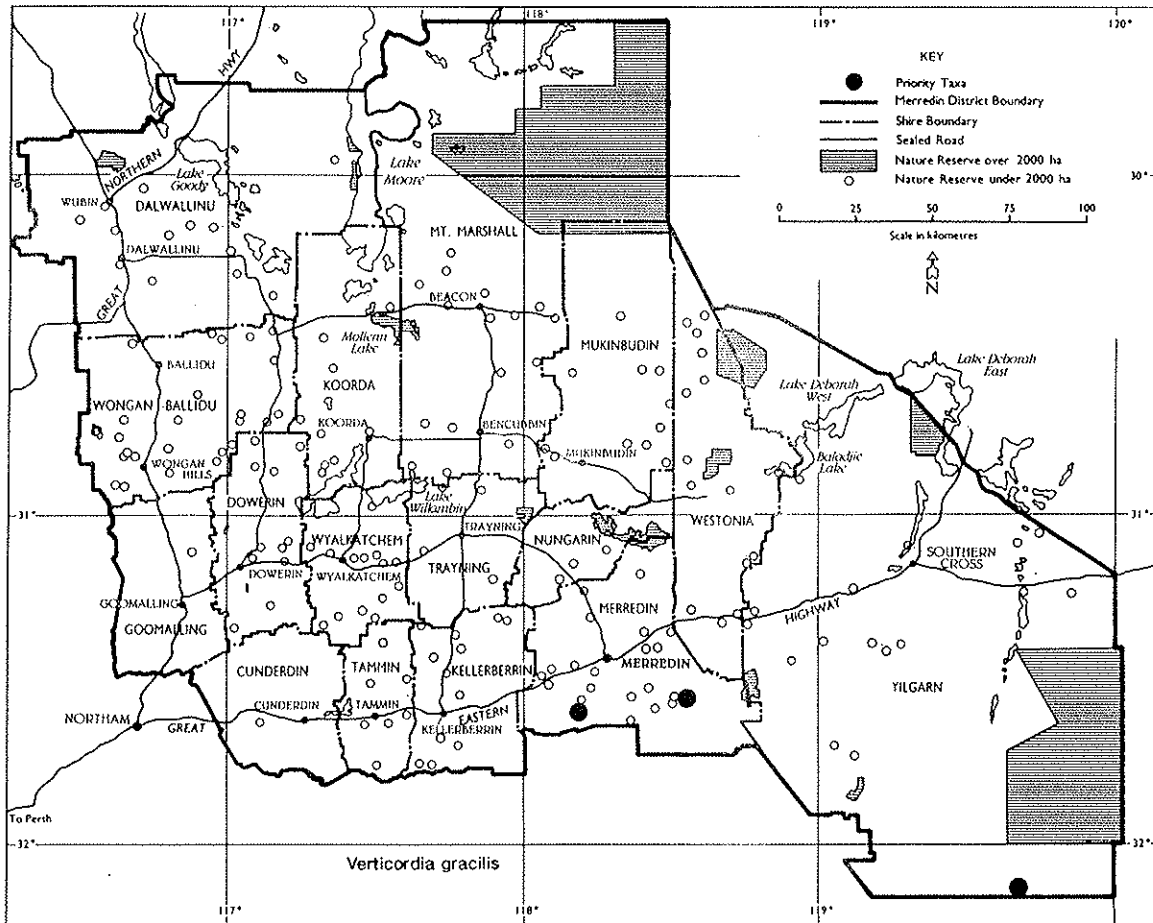 117°
118°
119°
120°
KEY
Priority Taxa
Merredin District Boundary
Shire Boundary
Sealed Road
Nature Reserve over 2000 ha
Nature Reserve under 2000 ha
0 25 50 75 100
Scale in kilometres
N
HWY
NORTHERN
Lake Goody
Lake Moore
30°
30°
WUBIN
DALWALLINU
MT. MARSHALL
DALWALLINU
GREAT
BEACON
Mollerin Lake
MUKINBUDIN
BALLIDU
Lake Deborah East
Lake Deborah West
KOORDA
WONGAN - BALLIDU
KOORDA
BENCUBBIN
MUKINBUDIN
Baladjie Lake
WONGAN HILLS
DOWERIN
Lake Wallambin
31°
31°
WESTONIA
TRAYNING
NUNGARIN
WYALKATCHEM
SOUTHERN CROSS
DOWERIN
WYALKATCHEM
TRAYNING
GOOMALLING
MERREDIN
HIGHWAY
GOOMALLING
CUNDERDIN
TAMMIN
KELLERBERRIN
MERREDIN
YILGARN
NORTHAM
GREAT
CUNDERDIN
TAMMIN
EASTERN
KELLERBERRIN
To Perth
32°
32°
Verticordia gracilis
117°
118°
119°